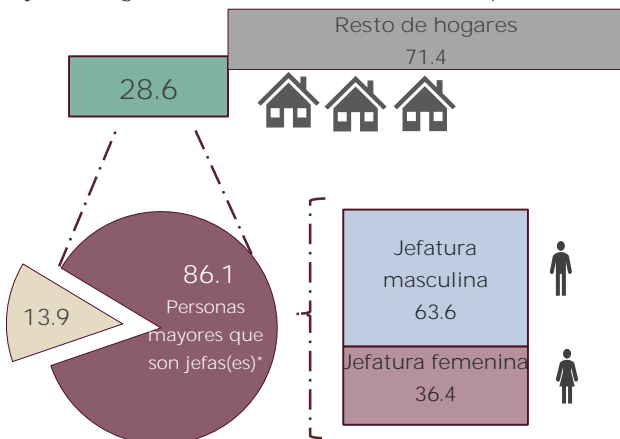 Resto de hogares
71.4
28.6
86.1
Personas
mayores que
son jefas(es)*
13.9
Jefatura
masculina
63.6
Jefatura femenina
36.4